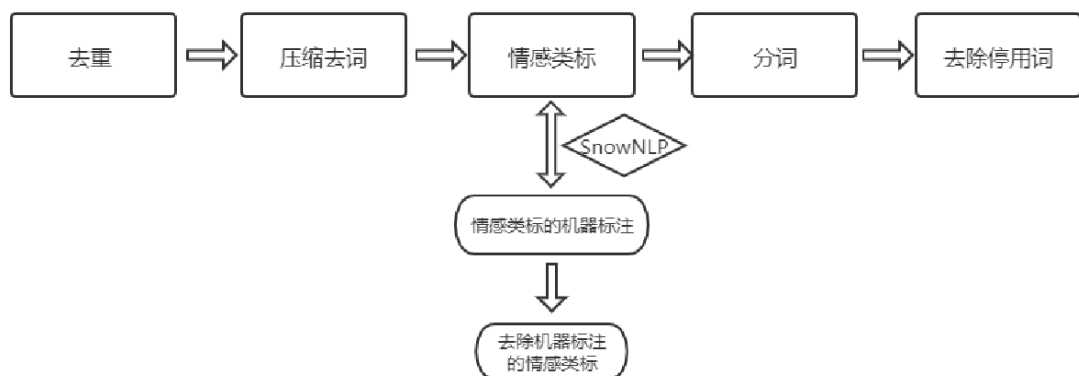 去重
压缩去词
情感类标
分词
去除停用词
SnowNLP
情感类标的机器标注
去除机器标注
的情感类标